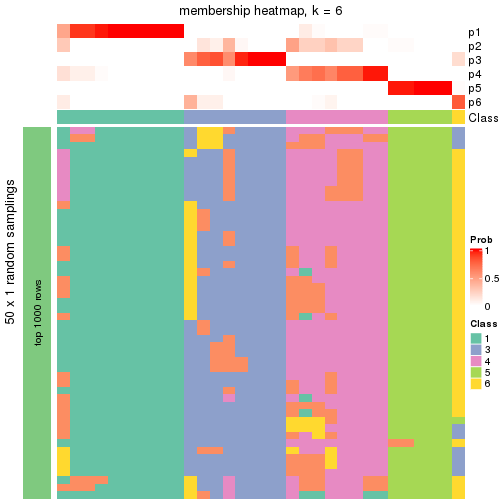 membership heatmap, k = 6
p1
p2
p3
p4
p5
p6
Class
50 x 1 random samplings
top 1000 rows
Prob
1
0.5
0
Class
1
3
4
5
6